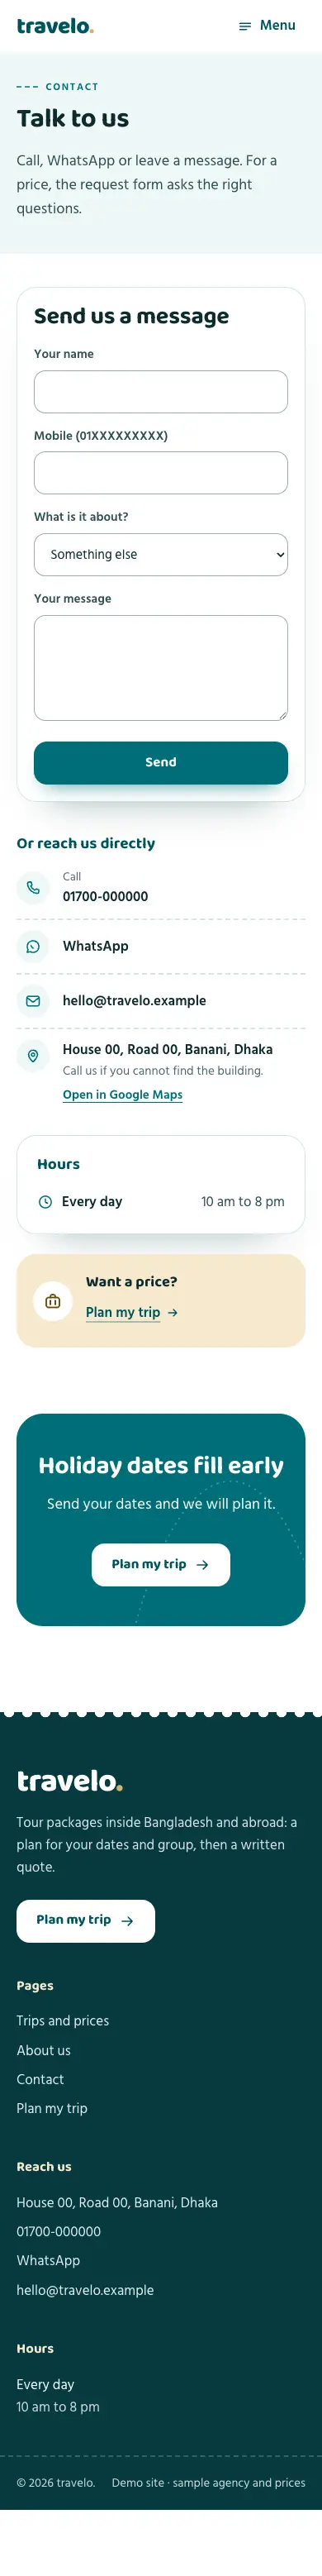 travelo.
Menu
CONTACT
Talk to us
Call, WhatsApp or leave a message. For a
price, the request form asks the right
questions.
Send us a message
Your name
Mobile (01XXXXXXXXX)
What is it about?
Something else
Your message
Send
Or reach us directly
Call
01700-000000
WhatsApp
hello@travelo.example
House 00, Road 00, Banani, Dhaka
Call us if you cannot find the building.
Open in Google Maps
Hours
Every day 10 am to 8 pm
Want a price?
Plan my trip →
Holiday dates fill early
Send your dates and we will plan it.
Plan my trip →
travelo.
Tour packages inside Bangladesh and abroad: a
plan for your dates and group, then a written
quote.
Plan my trip →
Pages
Trips and prices
About us
Contact
Plan my trip
Reach us
House 00, Road 00, Banani, Dhaka
01700-000000
WhatsApp
hello@travelo.example
Hours
Every day
10 am to 8 pm
© 2026 travelo. Demo site · sample agency and prices